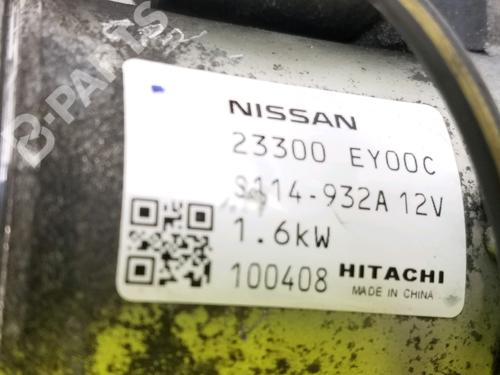 B-PARTS
NISSAN
23300 EY00C
S114-932A 12V
1.6kW
100408 HITACHI
MADE IN CHINA